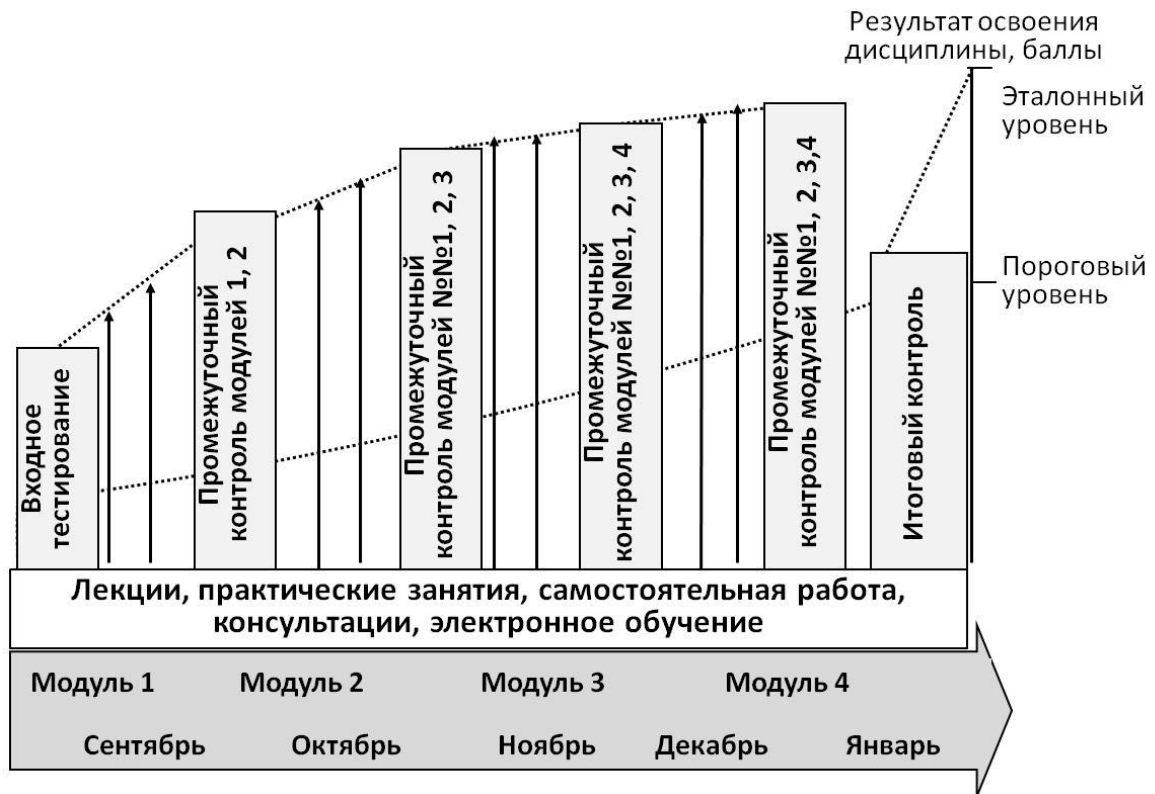 Результат освоения
дисциплины, баллы
Эталонный
уровень
Пороговый
уровень
Входное
тестирование
Промежуточный
контроль модулей 1, 2
Промежуточный
контроль модулей №№1, 2, 3
Промежуточный
контроль модулей №№1, 2, 3, 4
Промежуточный
контроль модулей №№1, 2, 3,4
Итоговый контроль
Лекции, практические занятия, самостоятельная работа,
консультации, электронное обучение
Модуль 1 Модуль 2 Модуль 3 Модуль 4
Сентябрь Октябрь Ноябрь Декабрь Январь